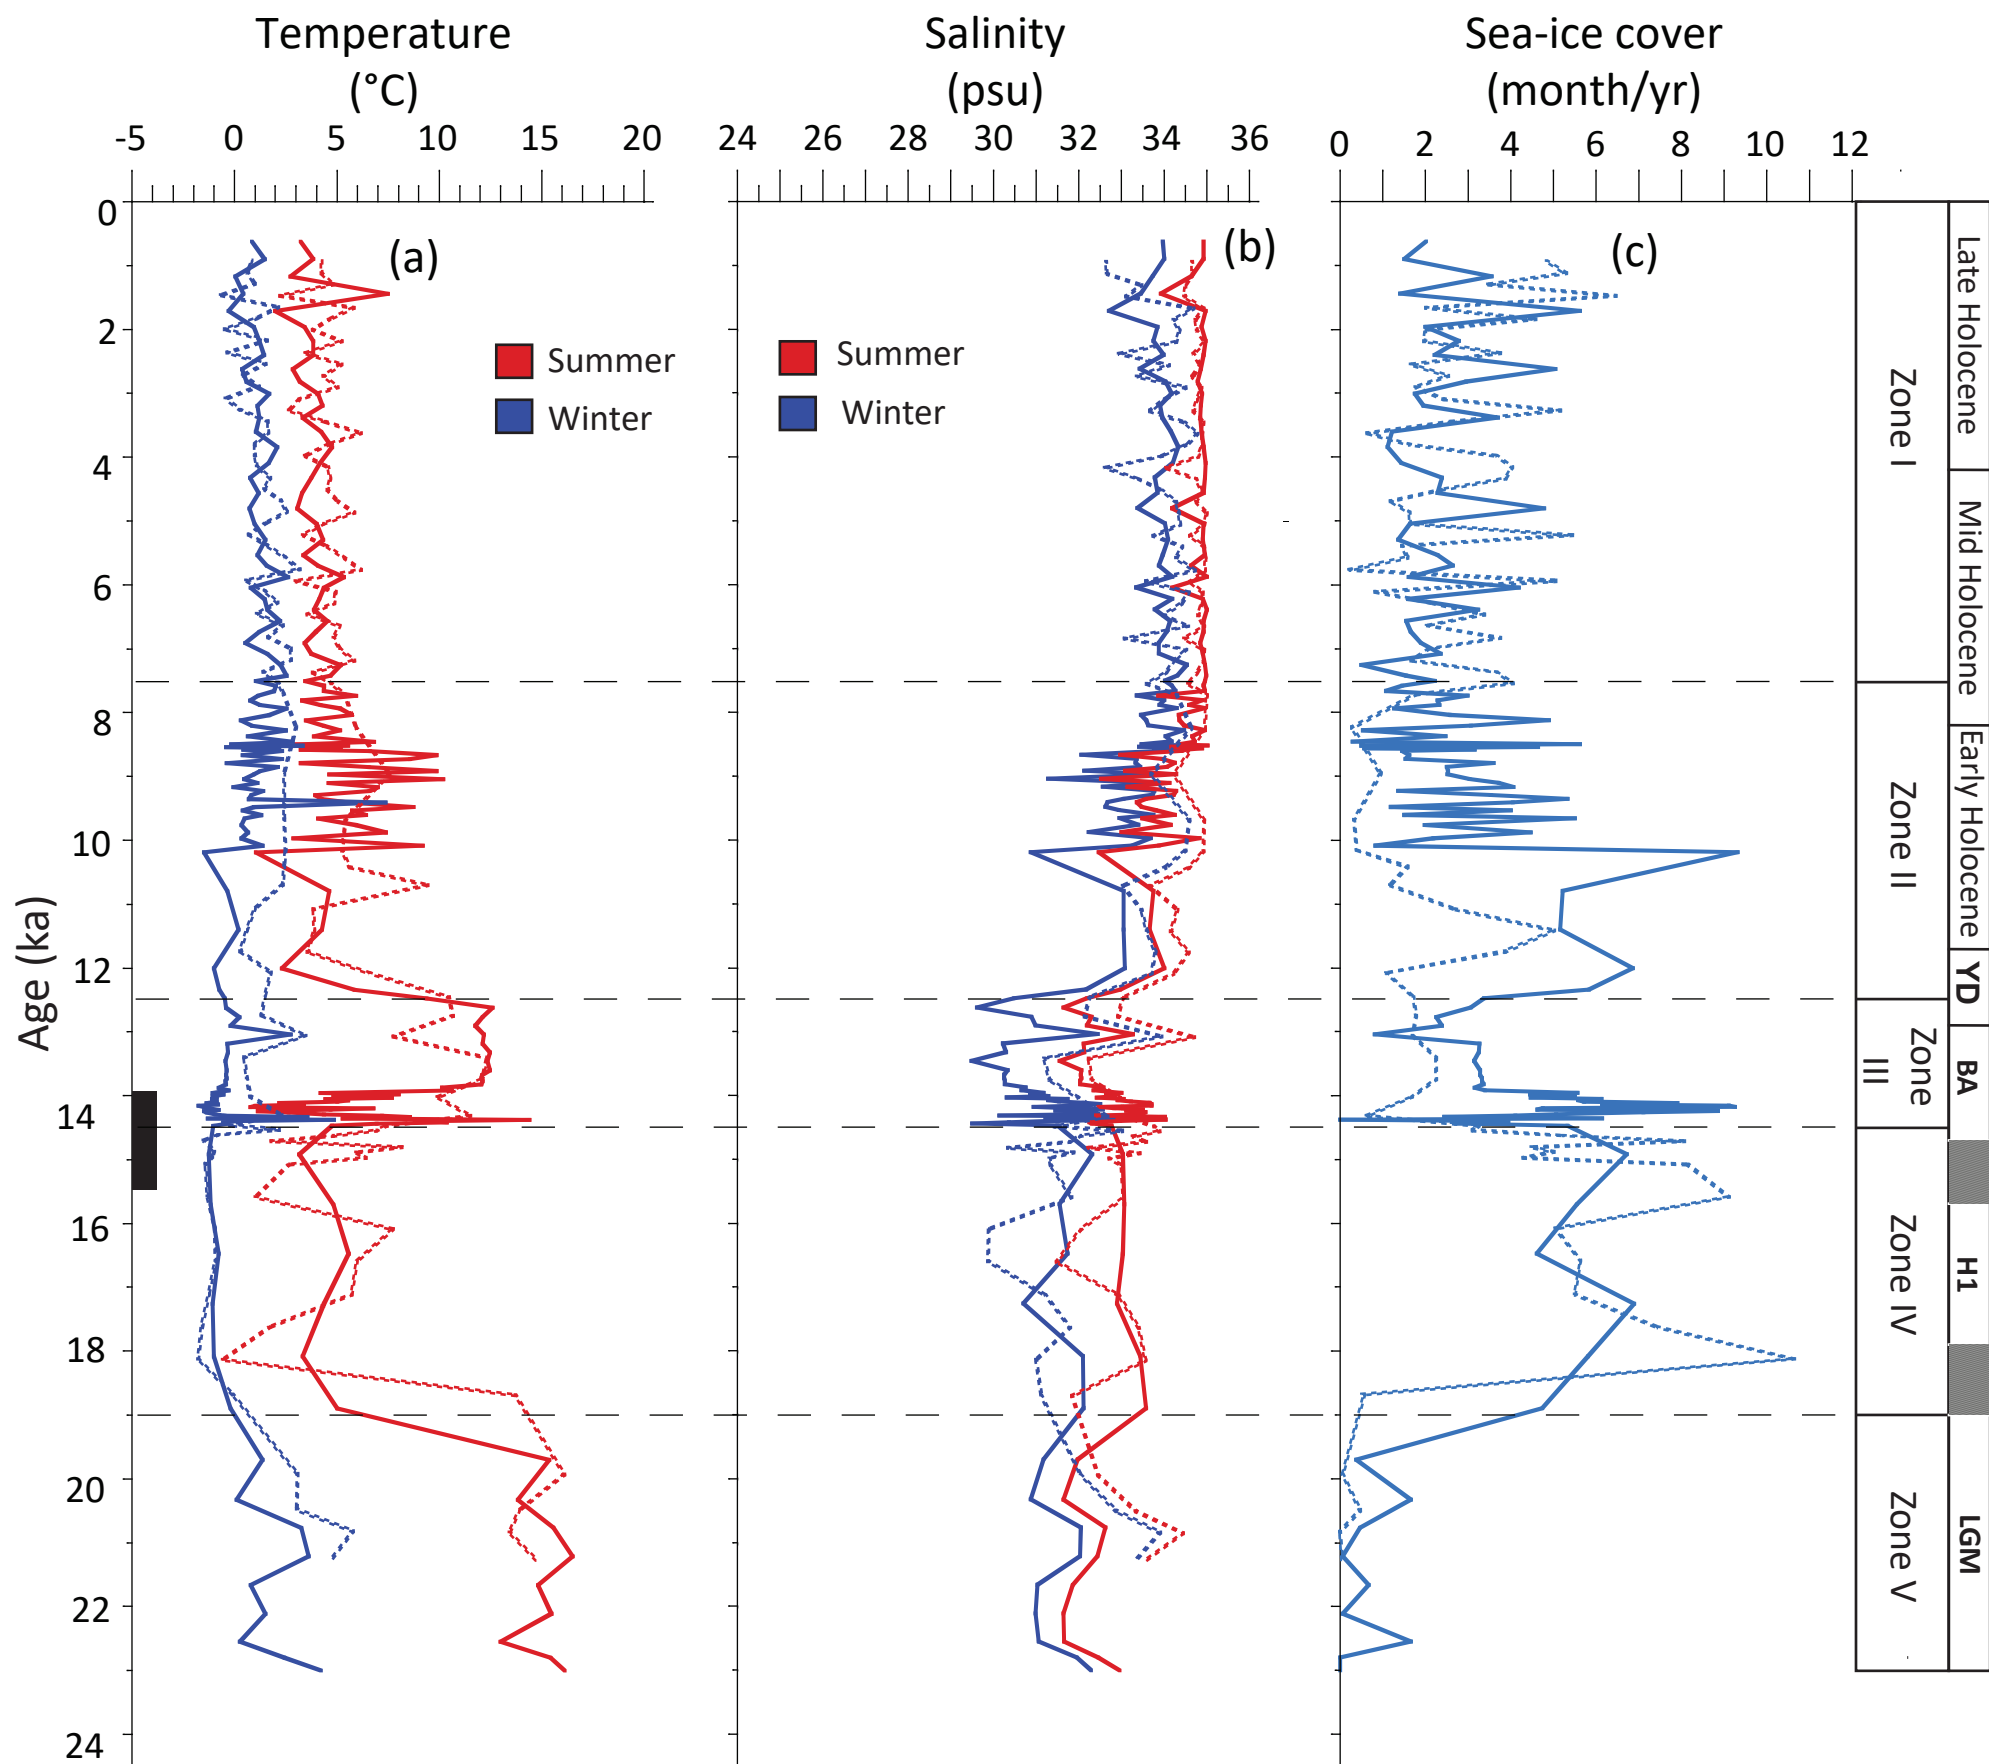 Temperature
(°C)
Salinity
(psu)
Sea-ice cover
(month/yr)
-5 0 5 10 15 20
24 26 28 30 32 34 36
0 2 4 6 8 10 12
0
2
4
6
8
10
12
14
16
18
20
22
24
Age (ka)
(a)
Summer
Winter
(b)
Summer
Winter
(c)
Zone I
Zone II
Zone
III
Zone IV
Zone V
Late Holocene
Mid Holocene
Early Holocene
YD
BA
H1
LGM